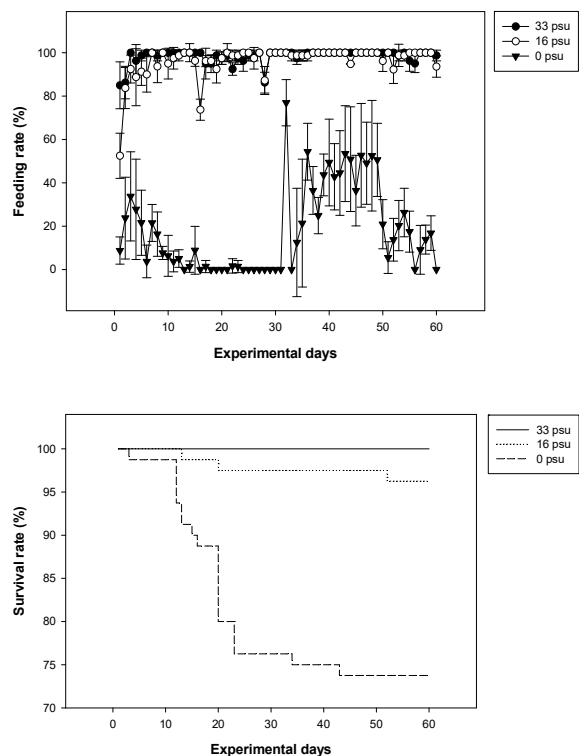 120
100
80
60
40
20
0
Feeding rate (%)
0 10 20 30 40 50 60 70
Experimental days
33 psu
16 psu
0 psu
100
95
90
85
80
75
70
Survival rate (%)
0 10 20 30 40 50 60
Experimental days
33 psu
16 psu
0 psu